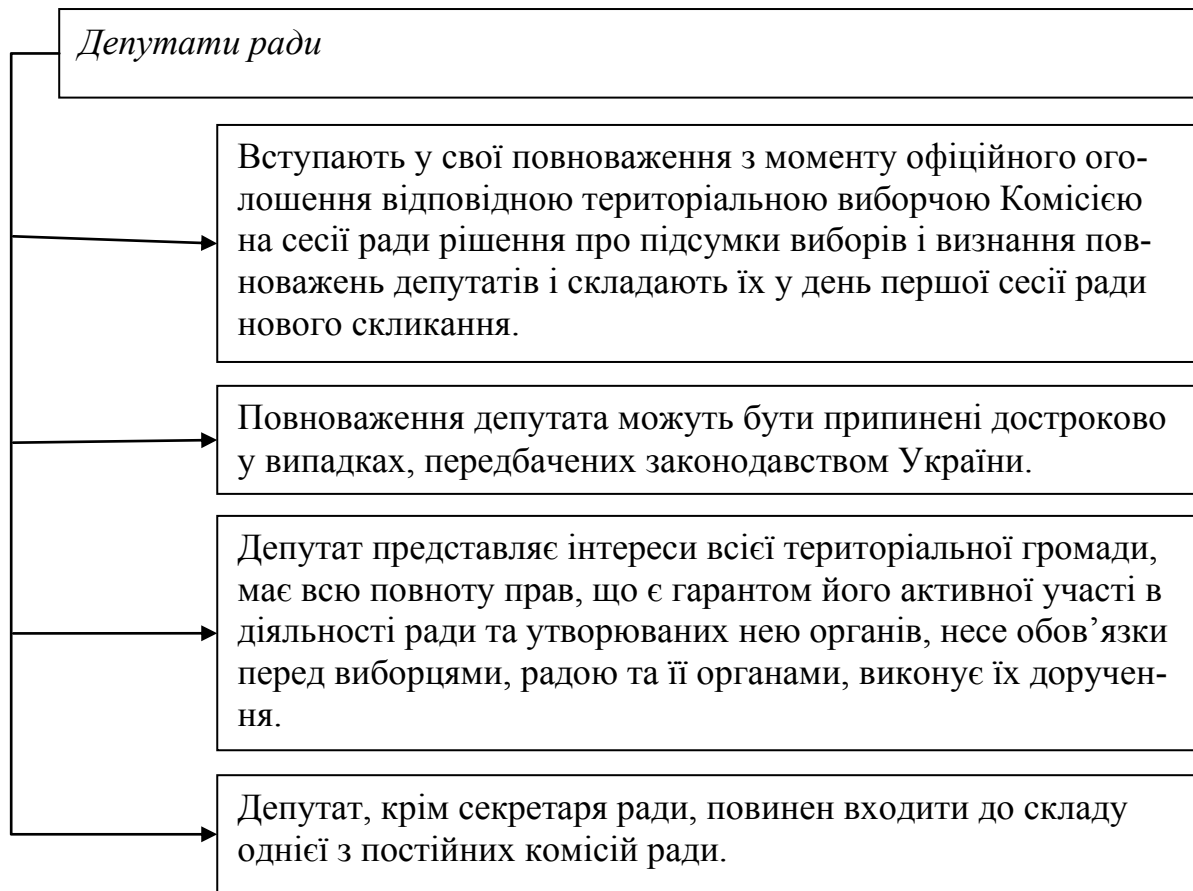 Депутати ради
Вступають у свої повноваження з моменту офіційного ого-
лошення відповідною територіальною виборчою Комісією
на сесії ради рішення про підсумки виборів і визнання пов-
новажень депутатів і складають їх у день першої сесії ради
нового скликання.
Повноваження депутата можуть бути припинені достроково
у випадках, передбачених законодавством України.
Депутат представляє інтереси всієї територіальної громади,
має всю повноту прав, що є гарантом його активної участі в
діяльності ради та утворюваних нею органів, несе обов’язки
перед виборцями, радою та її органами, виконує їх доручен-
ня.
Депутат, крім секретаря ради, повинен входити до складу
однієї з постійних комісій ради.